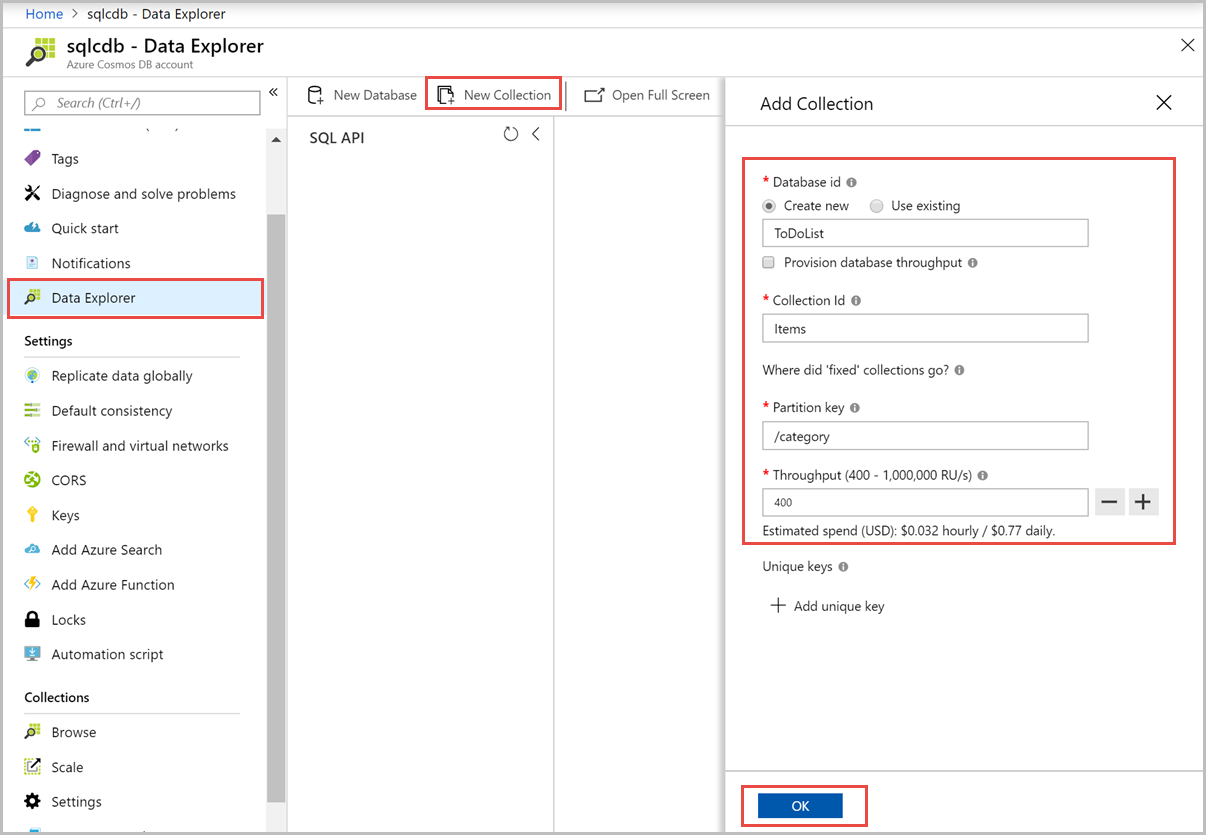 Home > sqlcdb - Data Explorer
sqlcdb - Data Explorer
Azure Cosmos DB account
Search (Ctrl+/)
Tags
Diagnose and solve problems
Quick start
Notifications
Data Explorer
Settings
Replicate data globally
Default consistency
Firewall and virtual networks
CORS
Keys
Add Azure Search
Add Azure Function
Locks
Automation script
Collections
Browse
Scale
Settings
New Database
New Collection
Open Full Screen
SQL API
Add Collection
* Database id
Create new
Use existing
ToDoList
Provision database throughput
* Collection Id
Items
Where did 'fixed' collections go?
* Partition key
/category
* Throughput (400 - 1,000,000 RU/s)
400
Estimated spend (USD): $0.032 hourly / $0.77 daily.
Unique keys
Add unique key
OK